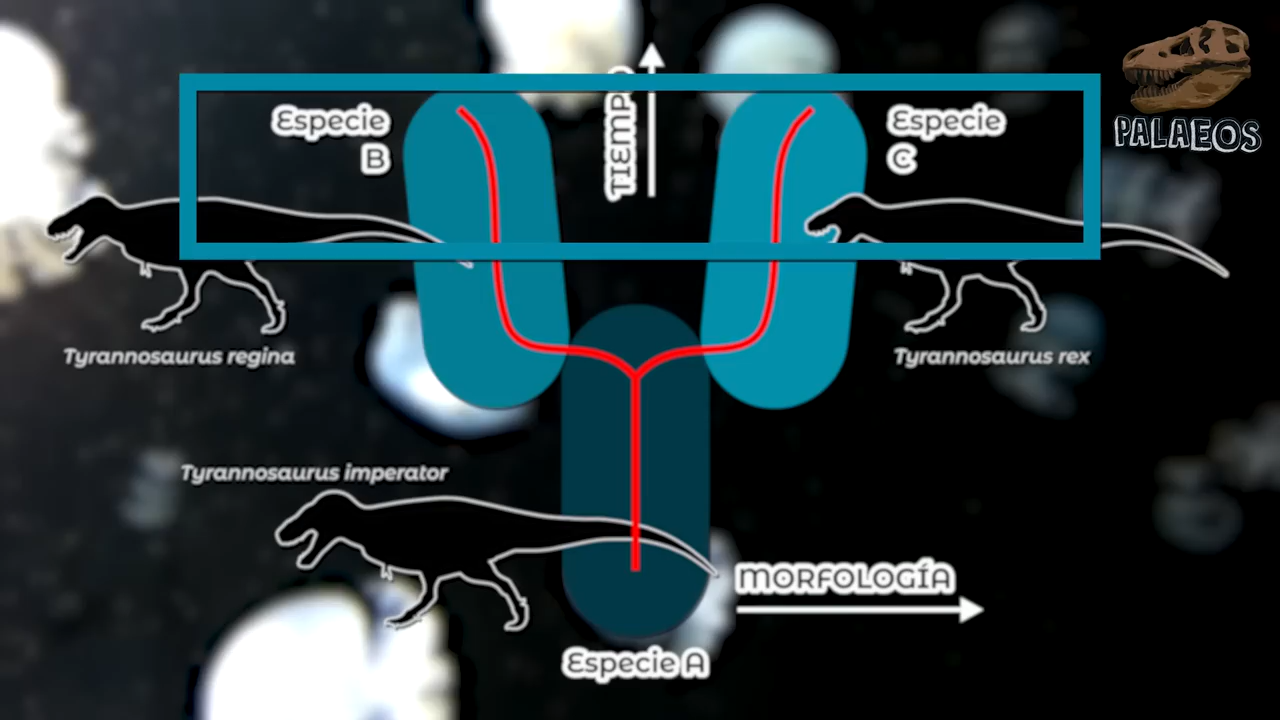 PALAEOS
Especie
B
TIEMPO
Especie
C
Tyrannosaurus regina
Tyrannosaurus rex
Tyrannosaurus imperator
MORFOLOGÍA
Especie A